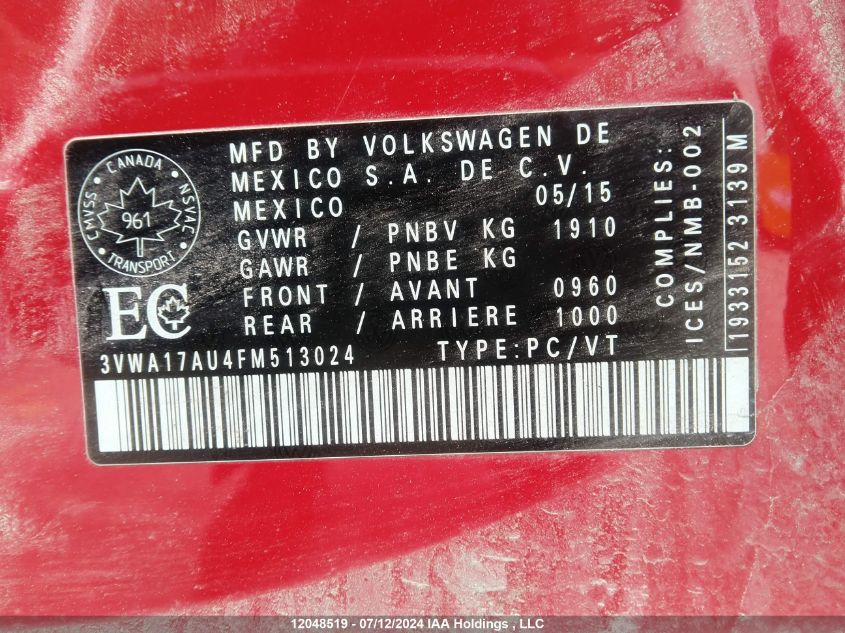 CANADA
CMVSS
NSVAC
961
TRANSPORT
MFD BY VOLKSWAGEN DE
MEXICO S.A. DE C.V.
MEXICO 05/15
GVWR / PNBV KG 1910
GAWR / PNBE KG
FRONT / AVANT 0960
REAR / ARRIERE 1000
EC
3VWA17AU4FM513024 TYPE:PC/VT
COMPLIES:
ICES/NMB-002
1933152 3139 M
12048519 - 07/12/2024 IAA Holdings , LLC